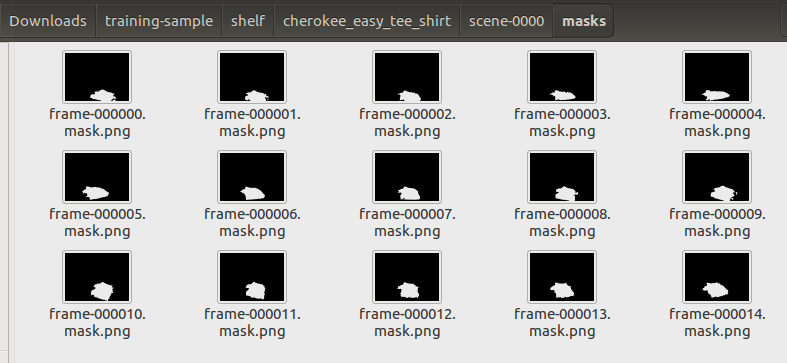 Downloads training-sample shelf cherokee_easy_tee_shirt scene-0000 masks
frame-000000. frame-000001. frame-000002. frame-000003. frame-000004.
mask.png mask.png mask.png mask.png mask.png
frame-000005. frame-000006. frame-000007. frame-000008. frame-000009.
mask.png mask.png mask.png mask.png mask.png
frame-000010. frame-000011. frame-000012. frame-000013. frame-000014.
mask.png mask.png mask.png mask.png mask.png